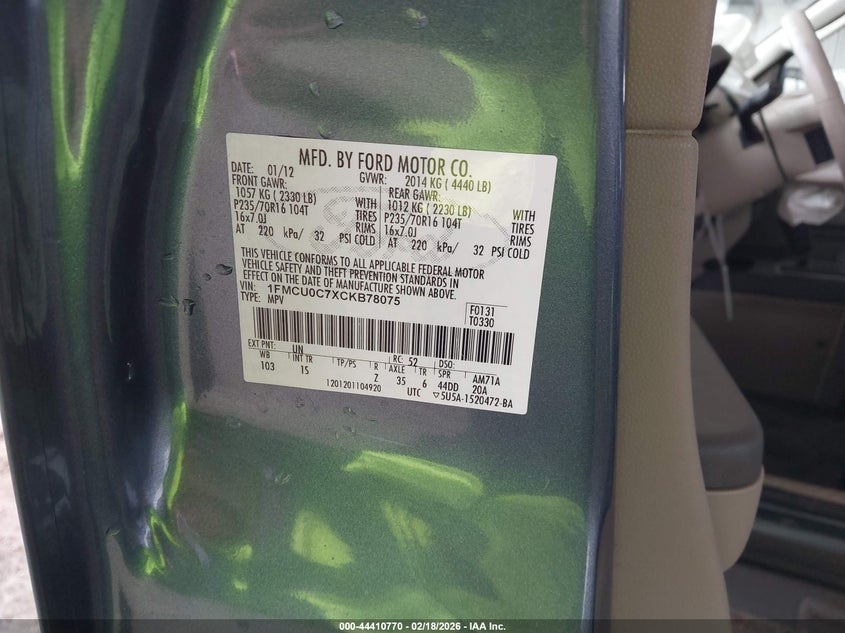 MFD. BY FORD MOTOR CO.
DATE: 01/12 GVWR: 2014 KG ( 4440 LB)
FRONT GAWR: REAR GAWR:
1057 KG ( 2330 LB) 1012 KG ( 2230 LB)
P235/70R16 104T WITH TIRES P235/70R16 104T WITH TIRES
16x7.0J RIMS 16x7.0J RIMS
AT 220 kPa/ 32 PSI COLD AT 220 kPa/ 32 PSI COLD
THIS VEHICLE CONFORMS TO ALL APPLICABLE FEDERAL MOTOR
VEHICLE SAFETY AND THEFT PREVENTION STANDARDS IN
EFFECT ON THE DATE OF MANUFACTURE SHOWN ABOVE.
VIN: 1FMCU0C7XCKB78075
TYPE: MPV
F0131
T0330
EXT PNT: UN RC: 52 DSO:
WB INT TR TP/PS R AXLE TR SPR AM71A
103 15 Z 35 6 44DD 20A
1201201104920 UTC ▽5U5A-1520472-BA
Ford
000-44410770 - 02/18/2026 - IAA Inc.